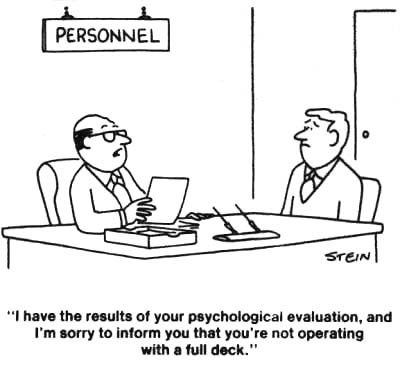 PERSONNEL
STEIN
"I have the results of your psychological evaluation, and
I'm sorry to inform you that you're not operating
with a full deck."